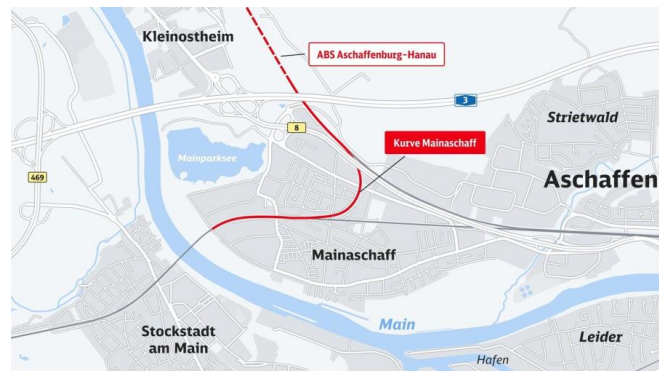 Kleinostheim
ABS Aschaffenburg–Hanau
3
8
Strietwald
Mainparksee
Kurve Mainaschaff
469
Aschaffen
Mainaschaff
Main
Stockstadt
am Main
Leider
Hafen